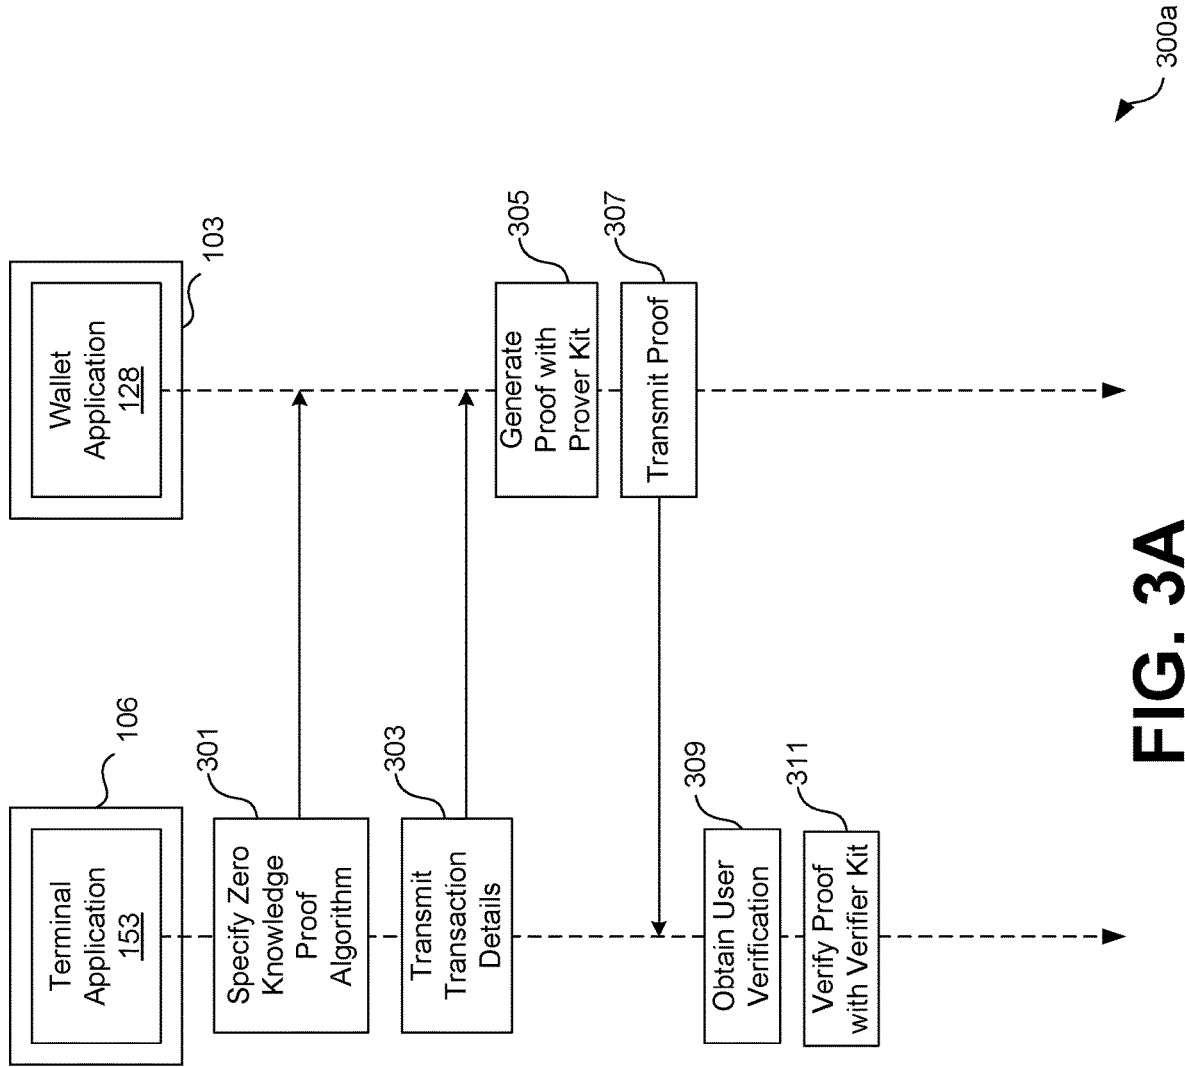 Terminal
Application
153
106
Wallet
Application
128
103
Specify Zero
Knowledge
Proof
Algorithm
301
Transmit
Transaction
Details
303
Generate
Proof with
Prover Kit
305
Transmit Proof
307
Obtain User
Verification
309
Verify Proof
with Verifier Kit
311
300a
FIG. 3A